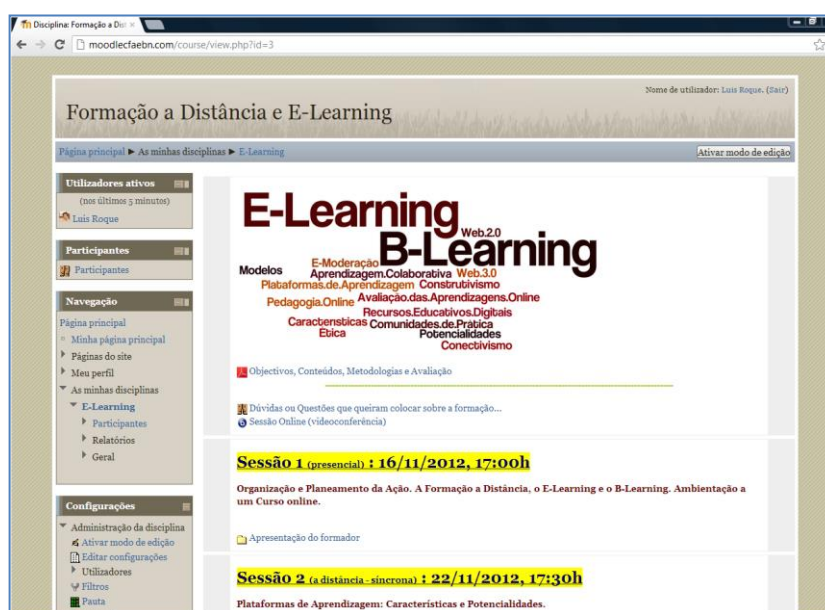 Disciplina: Formação a Dis
moodlecfaebn.com/course/view.php?id=3
Nome de utilizador: Luis Roque. (Sair)
Formação a Distância e E-Learning
Página principal ► As minhas disciplinas ► E-Learning
Ativar modo de edição
Utilizadores ativos
(nos últimos 5 minutos)
Luis Roque
Participantes
Participantes
Navegação
Página principal
Minha página principal
Páginas do site
Meu perfil
As minhas disciplinas
E-Learning
Participantes
Relatórios
Geral
Configurações
Administração da disciplina
Ativar modo de edição
Editar configurações
Utilizadores
Filtros
Pauta
E-Learning
Web.2.0
E-Moderação B-Learning
Modelos Aprendizagem.Colaborativa Web.3.0
Plataformas.de.Aprendizagem Construtivismo
Pedagogia.Online Avaliação.das.Aprendizagens.Online
Recursos.Educativos.Digitais
Características Comunidades.de.Prática
Ética Potencialidades
Conectivismo
Objectivos, Conteúdos, Metodologias e Avaliação
Dúvidas ou Questões que queiram colocar sobre a formação...
Sessão Online (videoconferência)
Sessão 1 (presencial) : 16/11/2012, 17:00h
Organização e Planeamento da Ação. A Formação a Distância, o E-Learning e o B-Learning. Ambientação a
um Curso online.
Apresentação do formador
Sessão 2 (a distância - síncrona) : 22/11/2012, 17:30h
Plataformas de Aprendizagem: Características e Potencialidades.